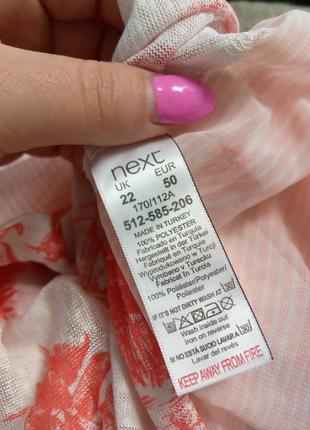 next
UK EUR
22 50
170/112A
512-585-206
MADE IN TURKEY
100% POLYESTER
Fabricado en Turquía
Hergestellt in der Türkei
Wyprodukowano w Turcji
Vyrobeno v Turecku
Fabricat în Turcia
100% Poliéster/Polyester
IF IT'S NOT DIRTY WASH AT 30
Wash inside out
Iron on reverse
SI NO ESTÁ SUCIO LAVAR A
Lavar del revés
KEEP AWAY FROM FIRE